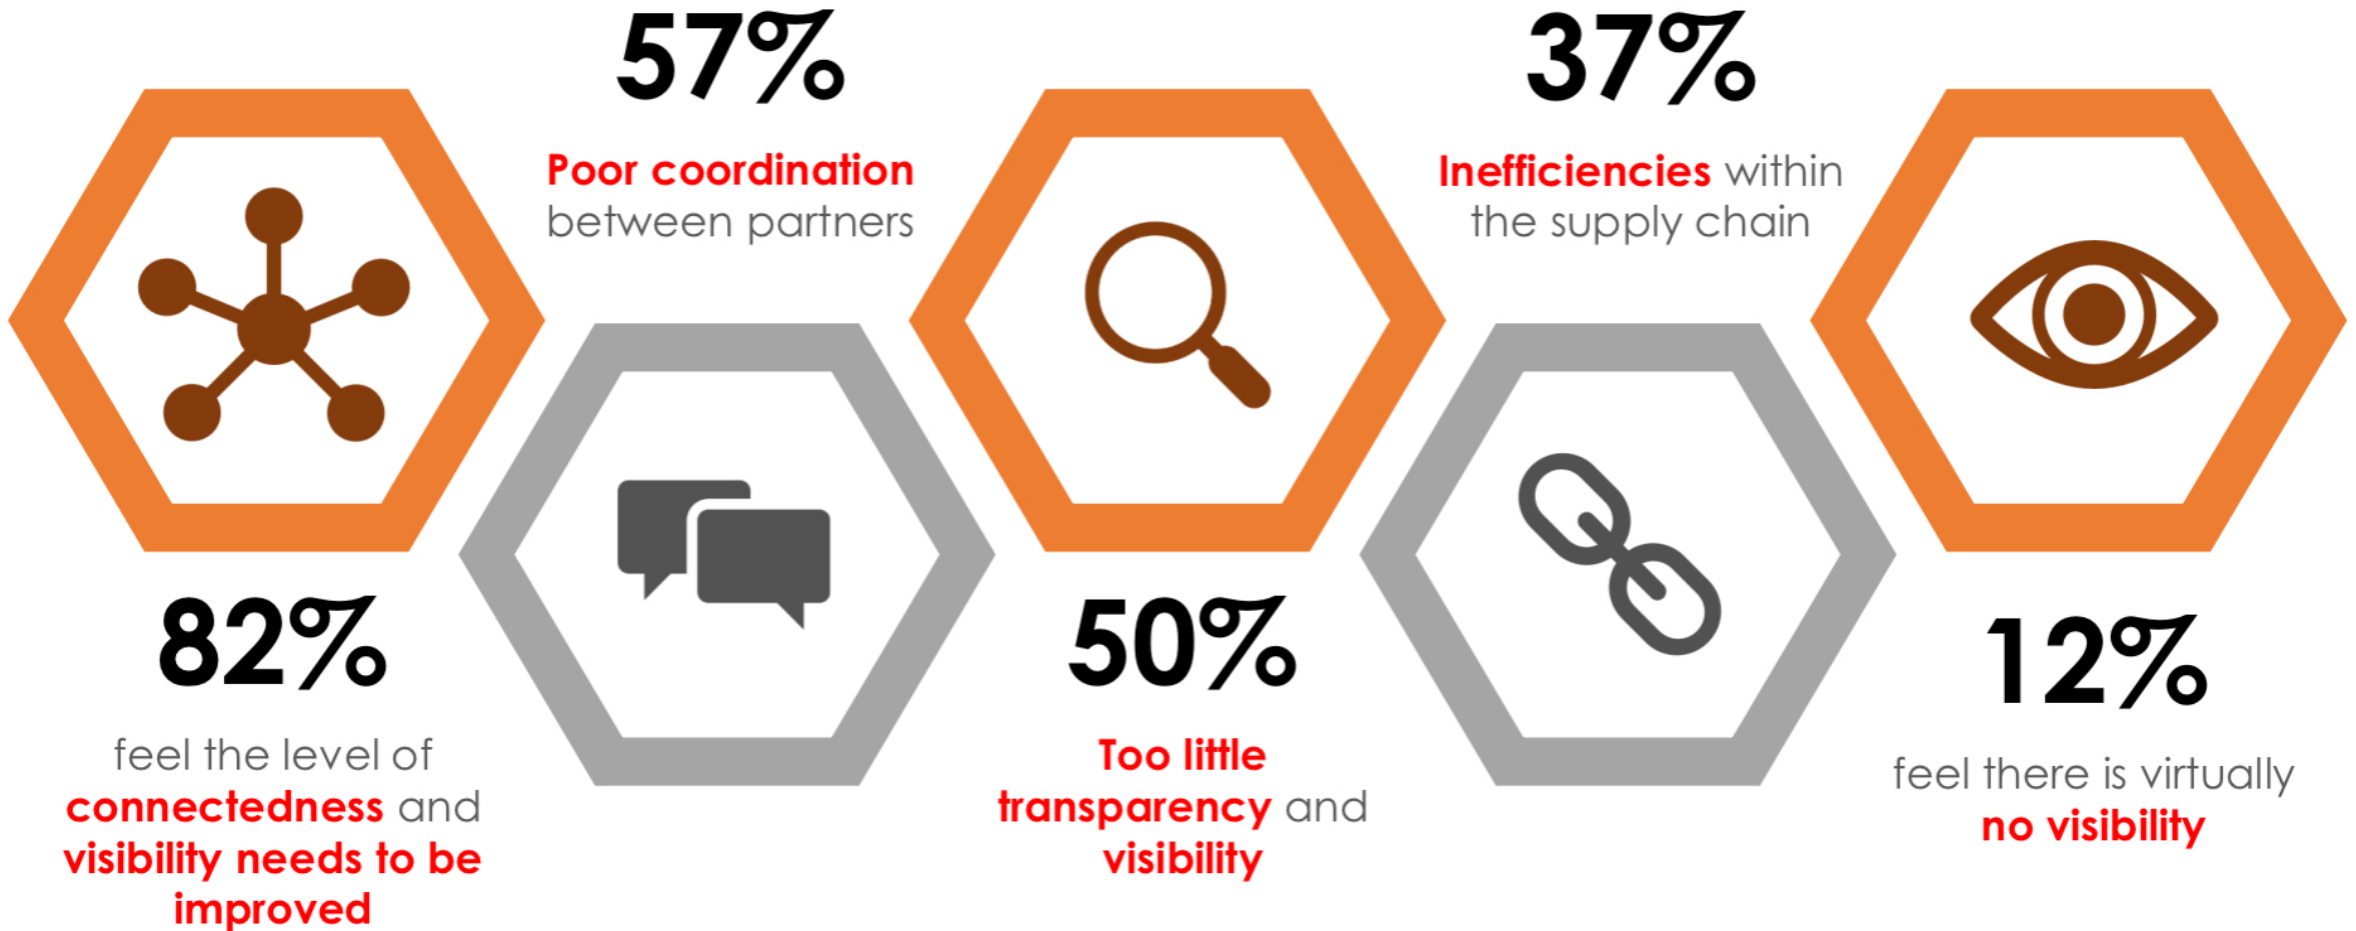 82%
feel the level of
connectedness and
visibility needs to be
improved
57%
Poor coordination
between partners
50%
Too little
transparency and
visibility
37%
Inefficiencies within
the supply chain
12%
feel there is virtually
no visibility